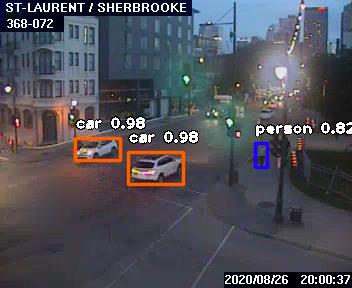 ST-LAURENT / SHERBROOKE
368-072
car 0.98
car 0.98
person 0.82
2020/08/26 20:00:37